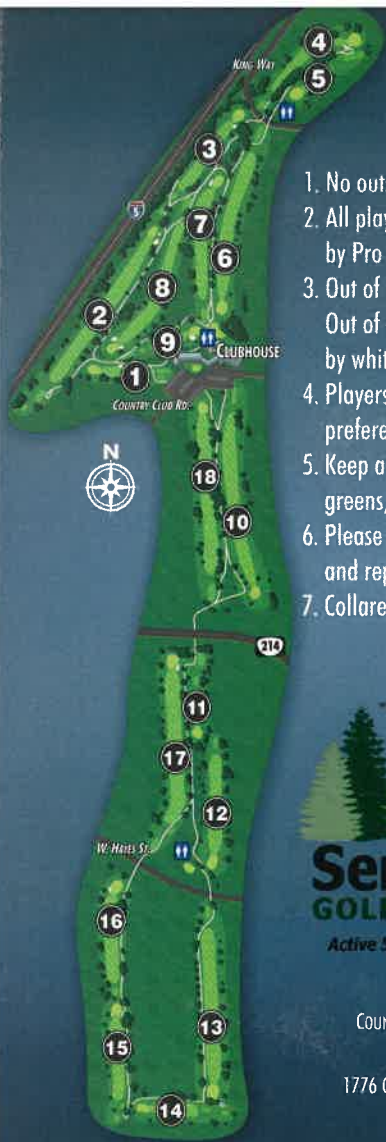 4
KING WAY
5
3
5
7
6
2
8
9
CLUBHOUSE
1
COUNTRY CLUB RD.
N
18
10
214
11
17
12
W. HAYES ST.
16
15
13
14
1. No out
2. All play
by Pro
3. Out of
Out of
by whit
4. Players
prefere
5. Keep a
greens,
6. Please
and rep
7. Collare
Sen
GOL
Active
Coun
1776